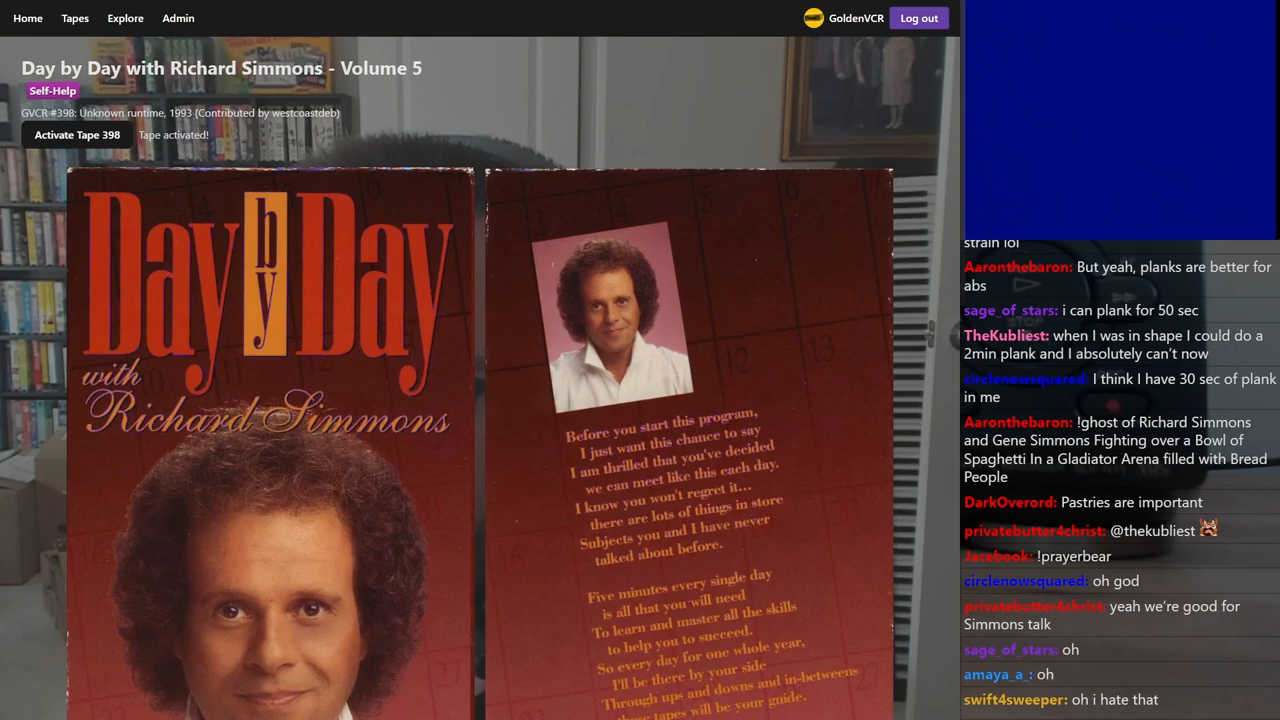 Home Tapes Explore Admin
GoldenVCR Log out
Day by Day with Richard Simmons - Volume 5
Self-Help
GVCR #398: Unknown runtime, 1993 (Contributed by westcoastdeb)
Activate Tape 398 Tape activated!
Day by Day
with
Richard Simmons
Before you start this program,
I just want this chance to say
I am thrilled that you've decided
we can meet like this each day.
I know you won't regret it...
there are lots of things in store
Subjects you and I have never
talked about before.
Five minutes every single day
is all that you will need
To learn and master all the skills
to help you to succeed.
So every day for one whole year,
I'll be there by your side
Through ups and downs and in-betweens
these tapes will be your guide.
strain lol
Aaronthebaron: But yeah, planks are better for
abs
sage_of_stars: i can plank for 50 sec
TheKubliest: when I was in shape I could do a
2min plank and I absolutely can't now
circlenowsquared: I think I have 30 sec of plank
in me
Aaronthebaron: !ghost of Richard Simmons
and Gene Simmons Fighting over a Bowl of
Spaghetti In a Gladiator Arena filled with Bread
People
DarkOverord: Pastries are important
privatebutter4christ: @thekubliest
Jacebook: !prayerbear
circlenowsquared: oh god
privatebutter4christ: yeah we're good for
Simmons talk
sage_of_stars: oh
amaya_a_: oh
swift4sweeper: oh i hate that